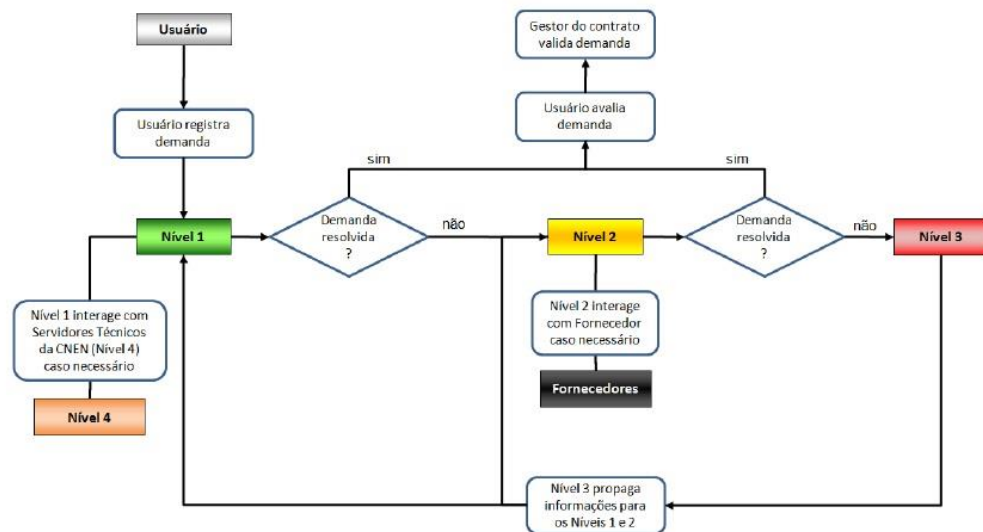 Usuário
Gestor do contrato
valida demanda
Usuário registra
demanda
Usuário avalia
demanda
sim
sim
Nível 1
Demanda
resolvida
?
não
Nível 2
Demanda
resolvida
?
não
Nível 3
Nível 1 interage com
Servidores Técnicos
da CNEN (Nível 4)
caso necessário
Nível 2 interage
com Fornecedor
caso necessário
Nível 4
Fornecedores
Nível 3 propaga
informações para
os Níveis 1 e 2